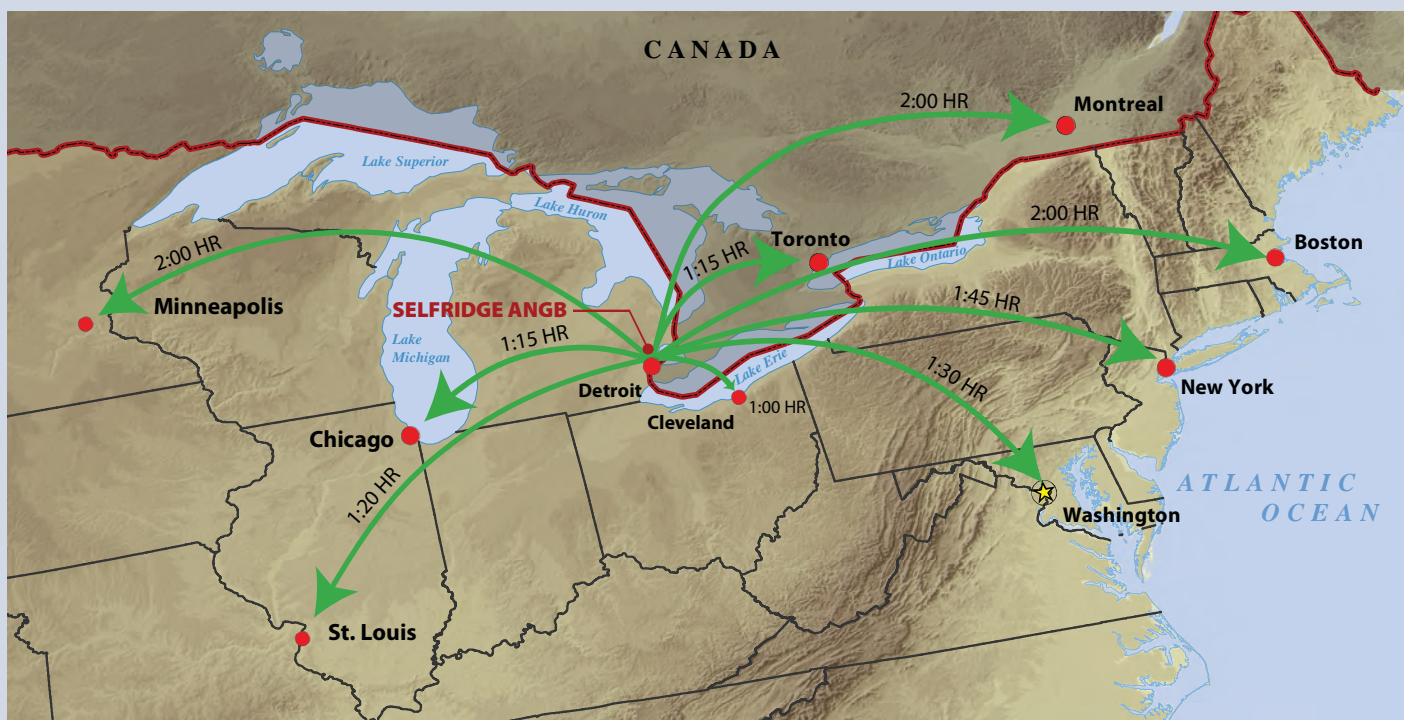 CANADA
2:00 HR
Montreal
Lake Superior
Lake Huron
2:00 HR
2:00 HR
Toronto
Boston
1:15 HR
Lake Ontario
Minneapolis
SELFRIDGE ANGB
1:45 HR
Lake
Michigan
1:15 HR
Lake Erie
1:30 HR
Detroit
New York
Cleveland
1:00 HR
Chicago
1:20 HR
ATLANTIC
OCEAN
Washington
St. Louis